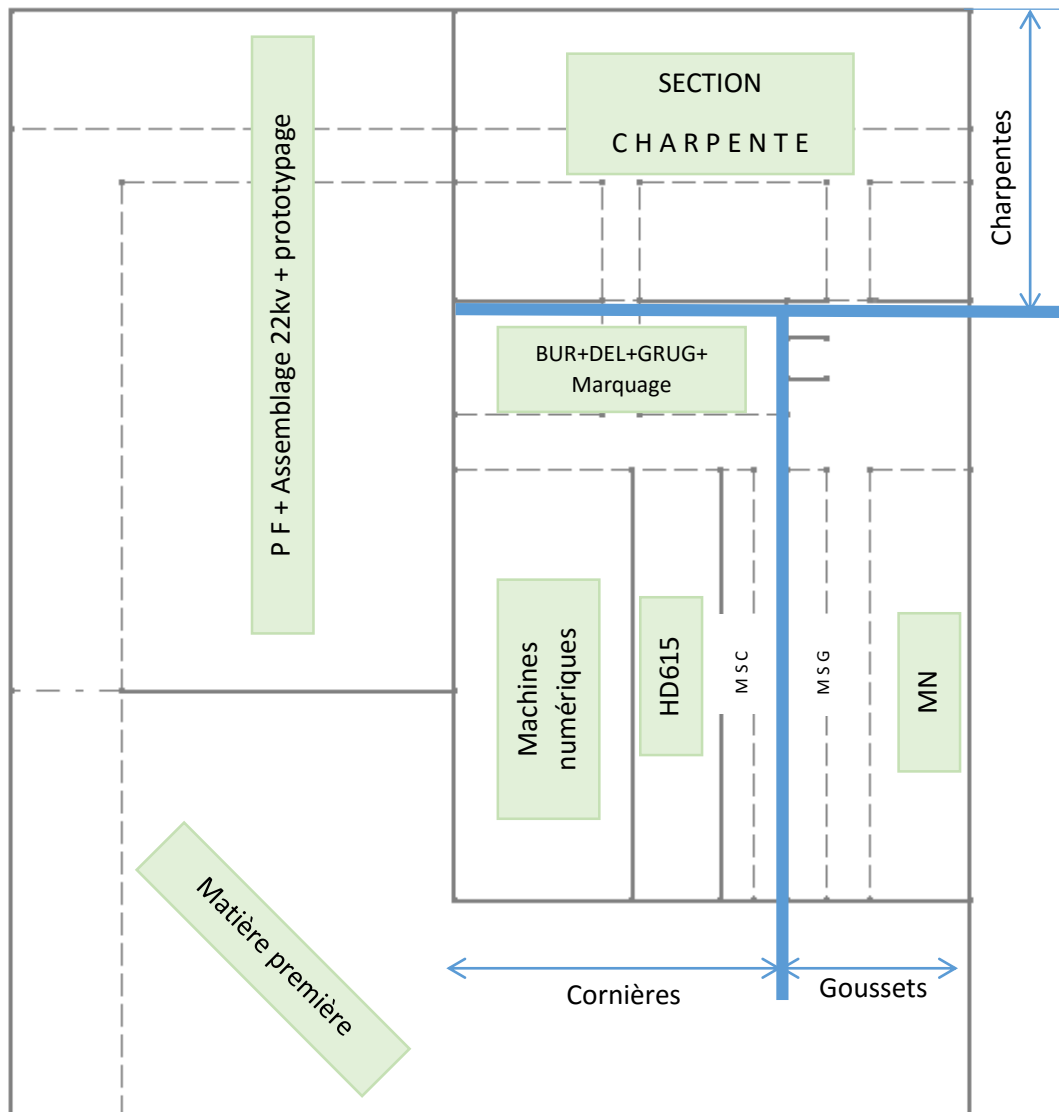 SECTION
C H A R P E N T E
Charpentes
P F + Assemblage 22kv + prototypage
BUR+DEL+GRUG+
Marquage
Machines
numériques
HD615
M S C
M S G
MN
Matière première
Cornières
Goussets